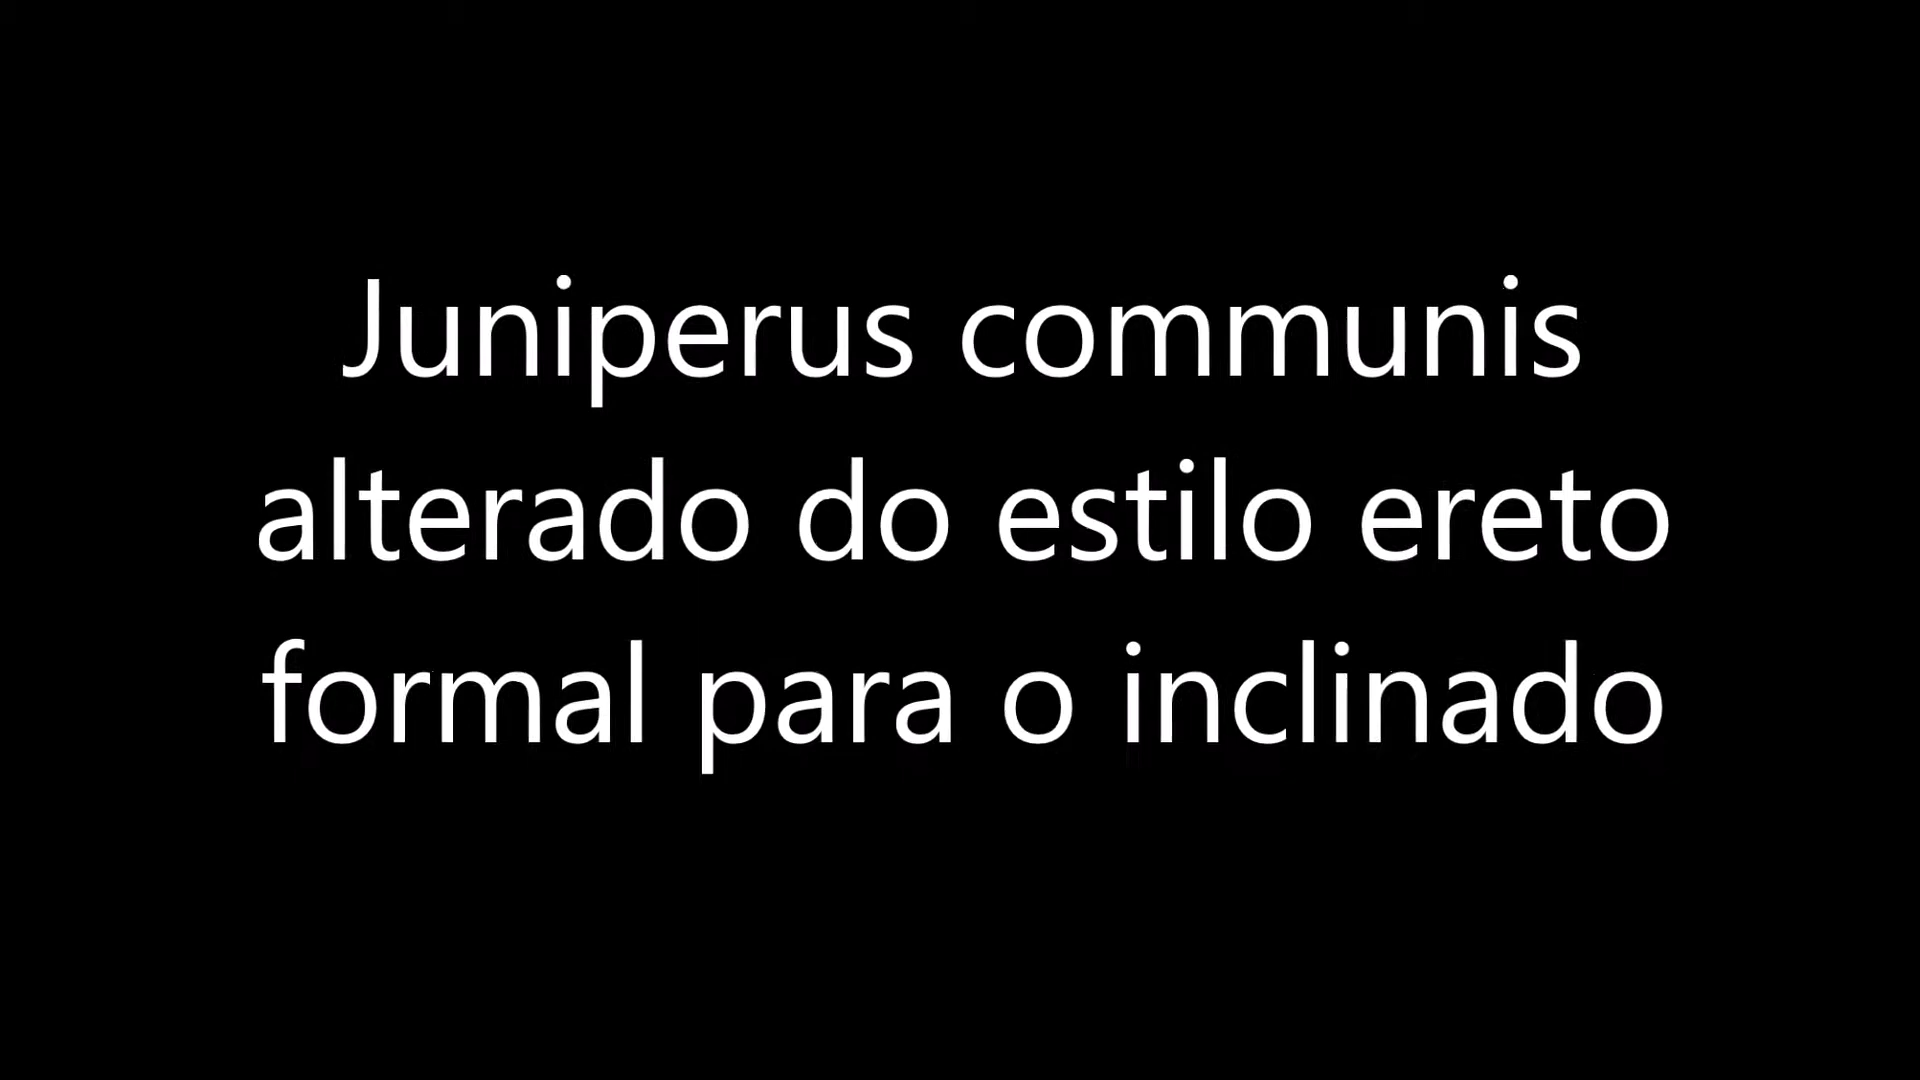 Juniperus communis
alterado do estilo ereto
formal para o inclinado